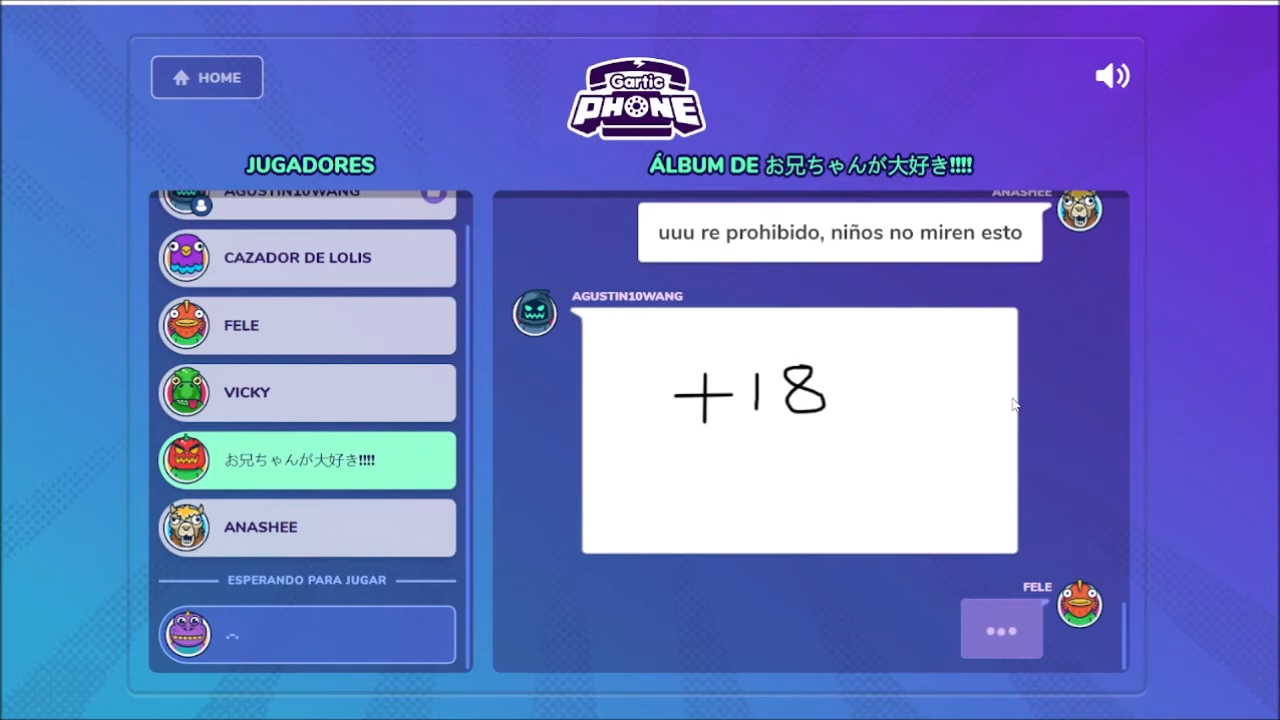 HOME
Gartic
PHONE
JUGADORES
AGUSTIN10WANG
CAZADOR DE LOLIS
FELE
VICKY
お兄ちゃんが大好き!!!!
ANASHEE
ESPERANDO PARA JUGAR
ÁLBUM DE お兄ちゃんが大好き!!!!
ANASHEE
uuu re prohibido, niños no miren esto
AGUSTIN10WANG
+18
FELE